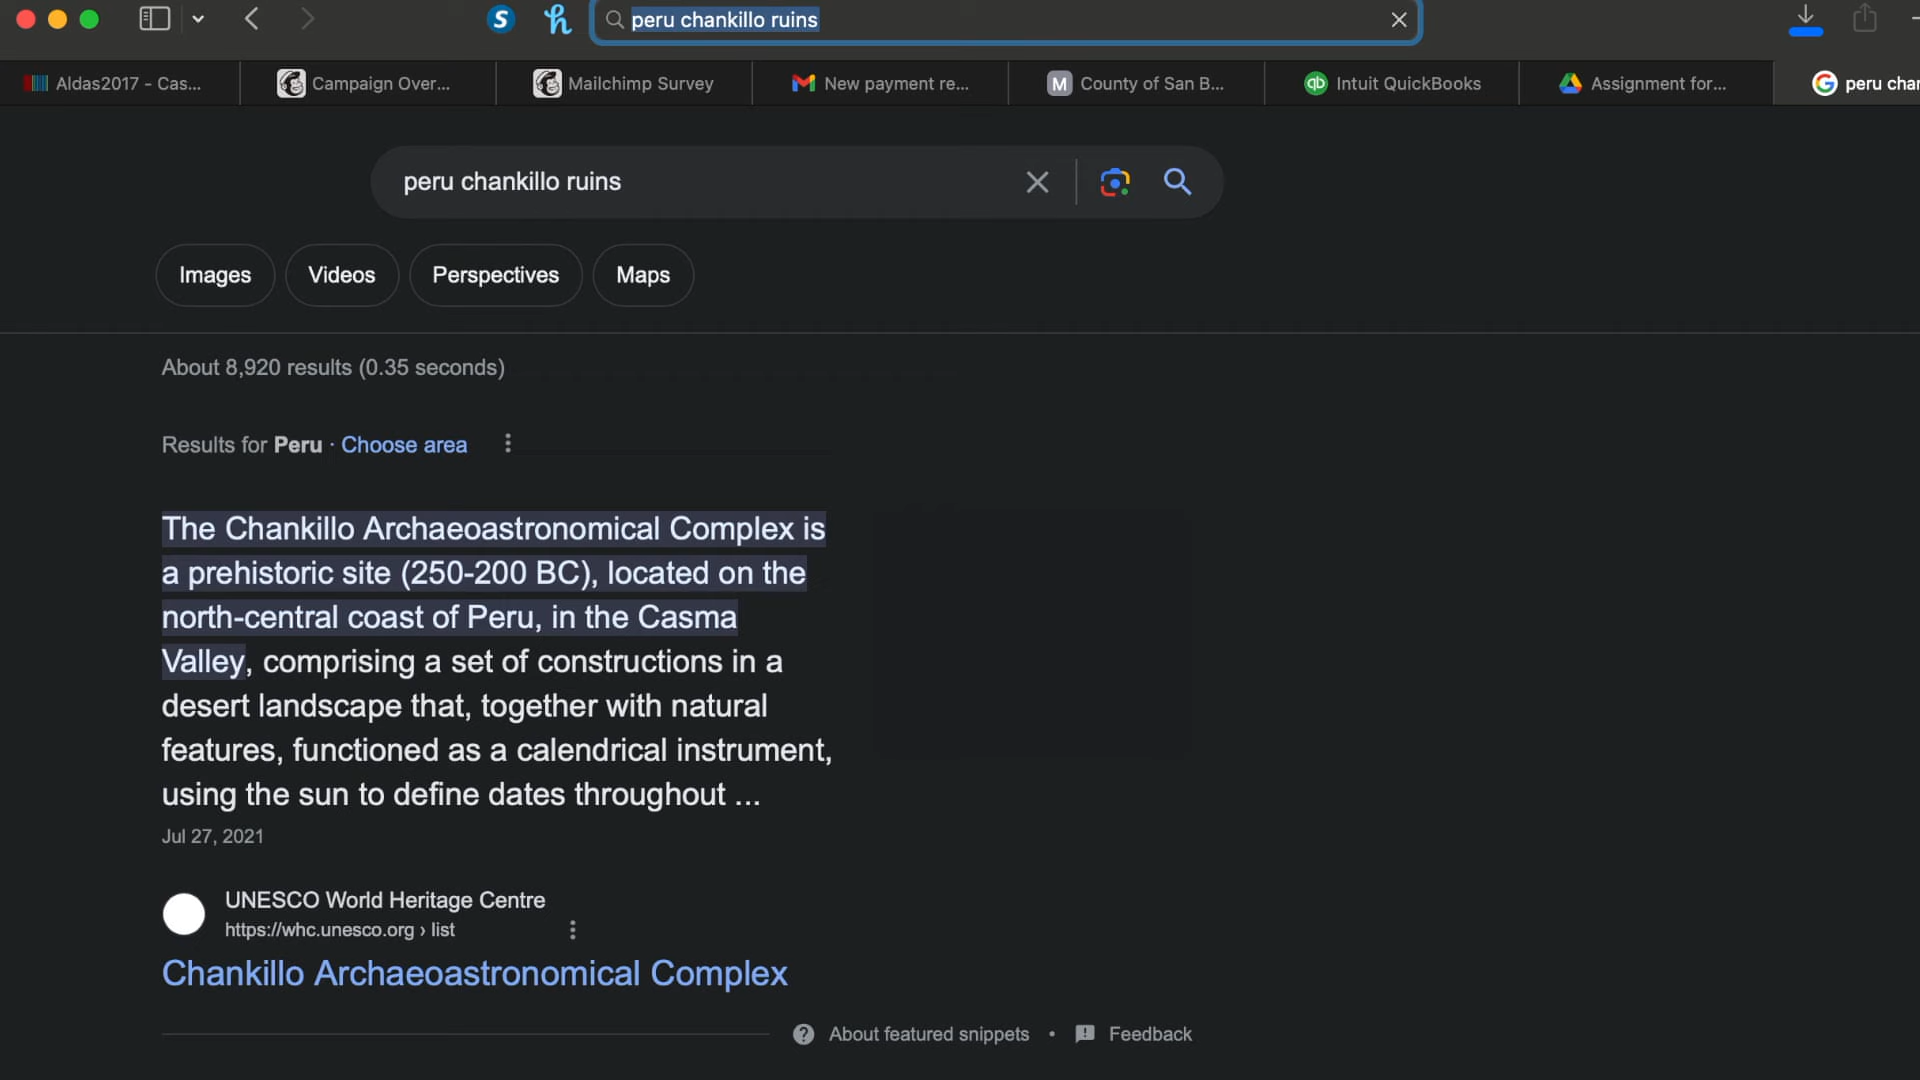 peru chankillo ruins
Aldas2017 - Cas...
Campaign Over...
Mailchimp Survey
New payment re...
M County of San B...
qb Intuit QuickBooks
Assignment for...
peru char
peru chankillo ruins
Images
Videos
Perspectives
Maps
About 8,920 results (0.35 seconds)
Results for Peru · Choose area
The Chankillo Archaeoastronomical Complex is
a prehistoric site (250-200 BC), located on the
north-central coast of Peru, in the Casma
Valley, comprising a set of constructions in a
desert landscape that, together with natural
features, functioned as a calendrical instrument,
using the sun to define dates throughout ...
Jul 27, 2021
UNESCO World Heritage Centre
https://whc.unesco.org › list
Chankillo Archaeoastronomical Complex
About featured snippets • Feedback